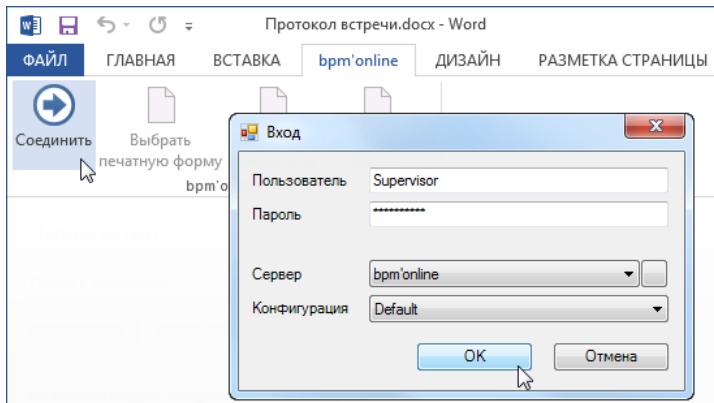 Протокол встречи.docx - Word
ФАЙЛ ГЛАВНАЯ ВСТАВКА bpm'online ДИЗАЙН РАЗМЕТКА СТРАНИЦЫ
Соединить
Выбрать
печатную форму
bpm'o
Вход
Пользователь Supervisor
Пароль **********
Сервер bpm'online
Конфигурация Default
OK Отмена